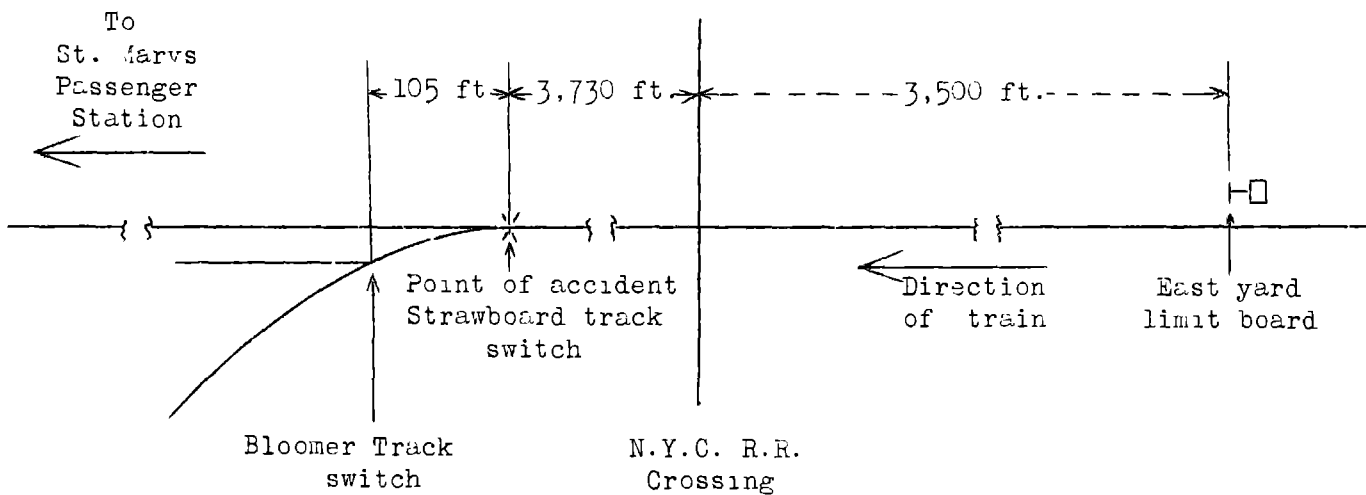 To
St. Marys
Passenger
Station
105 ft.
3,730 ft.
3,500 ft.
Point of accident
Strawboard track
switch
Direction
of train
East yard
limit board
Bloomer Track
switch
N.Y.C. R.R.
Crossing